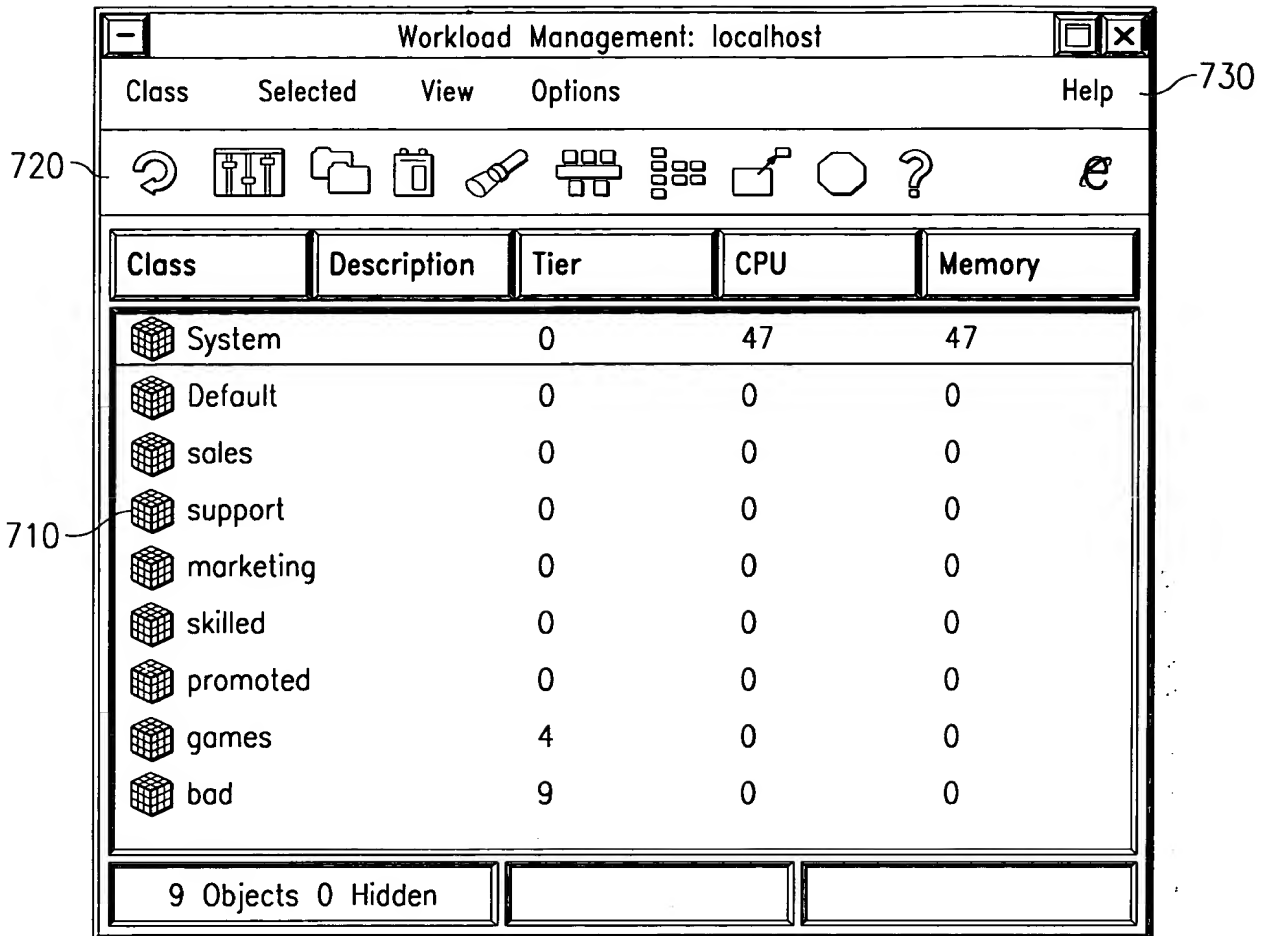 Workload Management: localhost
Class Selected View Options Help
730
720
? e
Class Description Tier CPU Memory
System 0 47 47
Default 0 0 0
sales 0 0 0
support 0 0 0
710
marketing 0 0 0
skilled 0 0 0
promoted 0 0 0
games 4 0 0
bad 9 0 0
9 Objects 0 Hidden